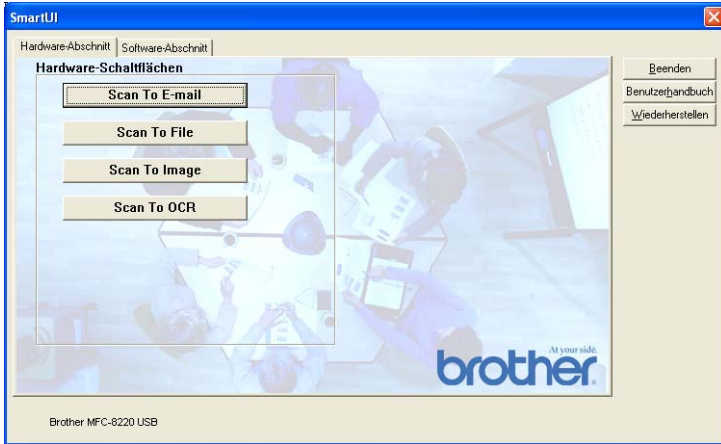 SmartUI
Hardware-Abschnitt
Software-Abschnitt
Hardware-Schaltflächen
Scan To E-mail
Scan To File
Scan To Image
Scan To OCR
Beenden
Benutzerhandbuch
Wiederherstellen
At your side.
brother
Brother MFC-8220 USB